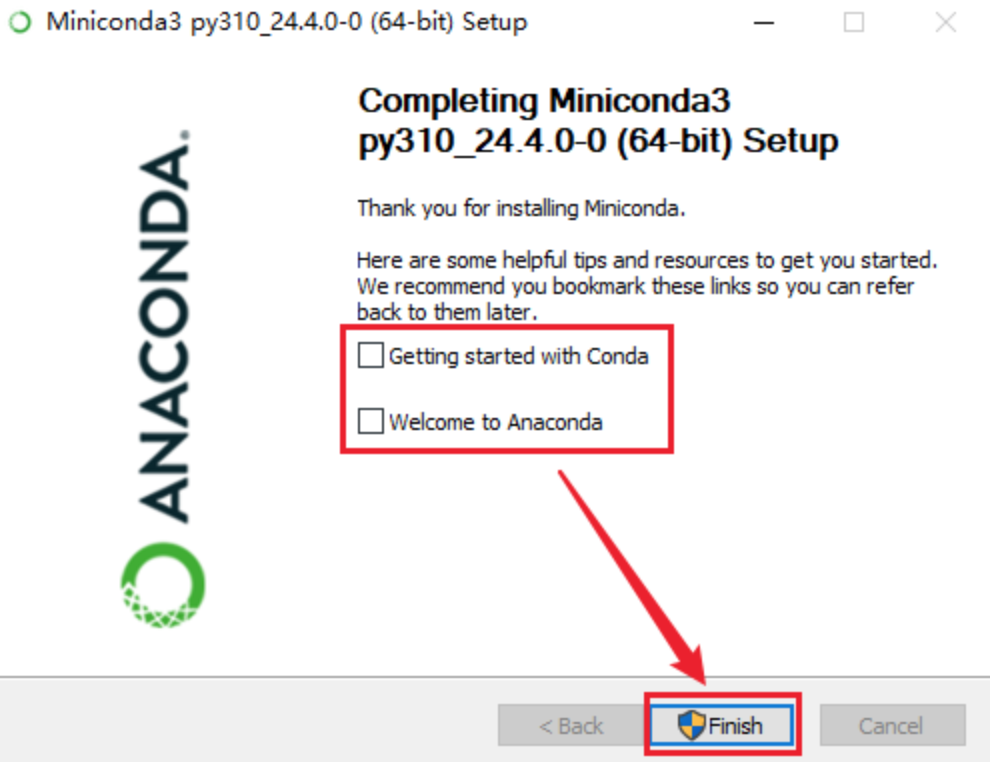 Miniconda3 py310_24.4.0-0 (64-bit) Setup
Completing Miniconda3
py310_24.4.0-0 (64-bit) Setup
Thank you for installing Miniconda.
Here are some helpful tips and resources to get you started.
We recommend you bookmark these links so you can refer
back to them later.
Getting started with Conda
Welcome to Anaconda
ANACONDA.
< Back
Finish
Cancel